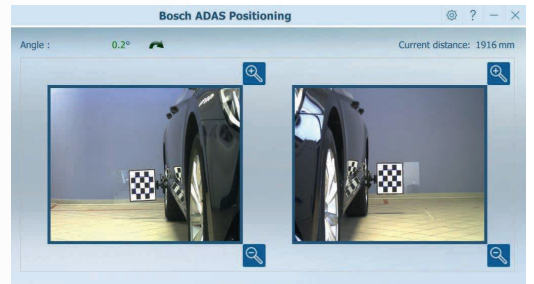 Bosch ADAS Positioning
?
Angle : 0.2° Current distance: 1916 mm